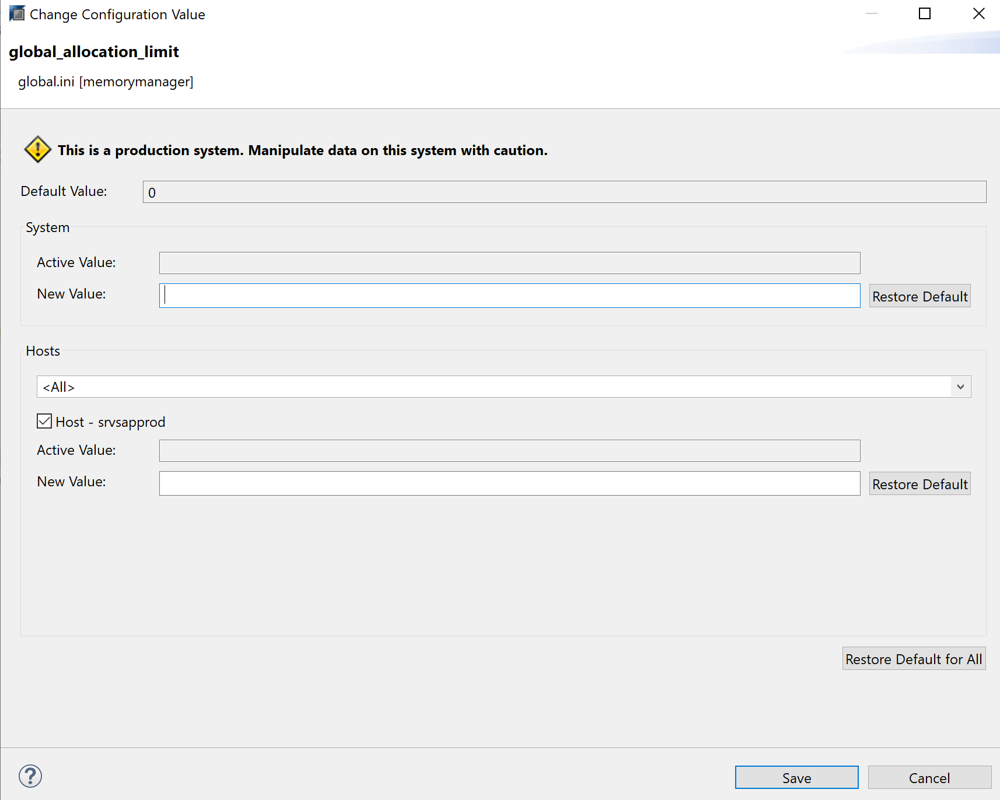 Change Configuration Value
global_allocation_limit
global.ini [memorymanager]
This is a production system. Manipulate data on this system with caution.
Default Value: 0
System
Active Value:
New Value: Restore Default
Hosts
<All>
Host - srvsapprod
Active Value:
New Value: Restore Default
Restore Default for All
? Save Cancel